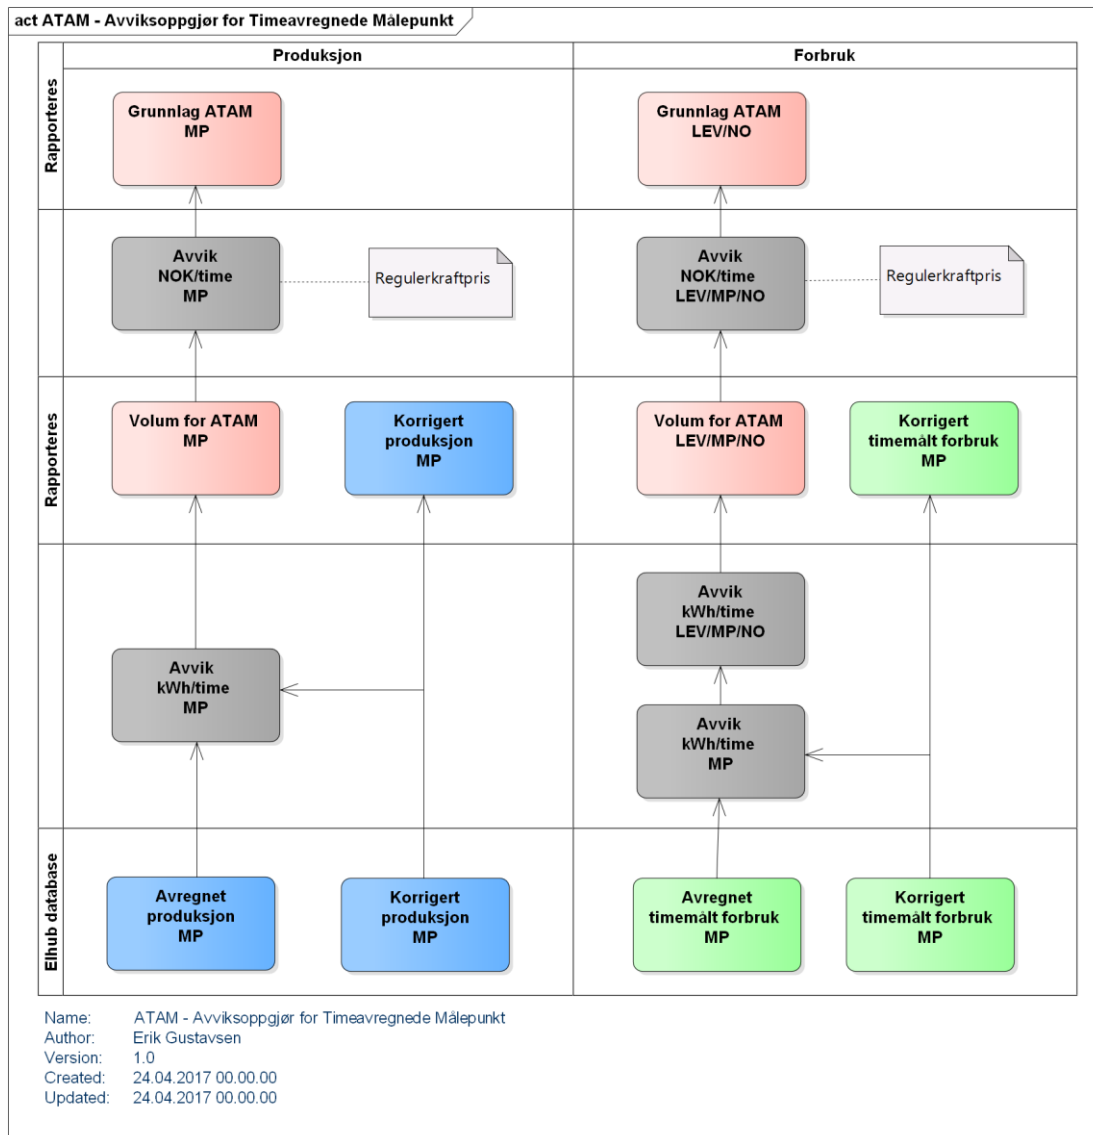 act ATAM - Avviksoppgjør for Timeavregnede Målepunkt
Produksjon
Forbruk
Rapporteres
Grunnlag ATAM
MP
Grunnlag ATAM
LEV/NO
Avvik
NOK/time
MP
Regulerkraftpris
Avvik
NOK/time
LEV/MP/NO
Regulerkraftpris
Rapporteres
Volum for ATAM
MP
Korrigert
produksjon
MP
Volum for ATAM
LEV/MP/NO
Korrigert
timemålt forbruk
MP
Avvik
kWh/time
MP
Avvik
kWh/time
LEV/MP/NO
Avvik
kWh/time
MP
Elhub database
Avregnet
produksjon
MP
Korrigert
produksjon
MP
Avregnet
timemålt forbruk
MP
Korrigert
timemålt forbruk
MP
Name: ATAM - Avviksoppgjør for Timeavregnede Målepunkt
Author: Erik Gustavsen
Version: 1.0
Created: 24.04.2017 00.00.00
Updated: 24.04.2017 00.00.00